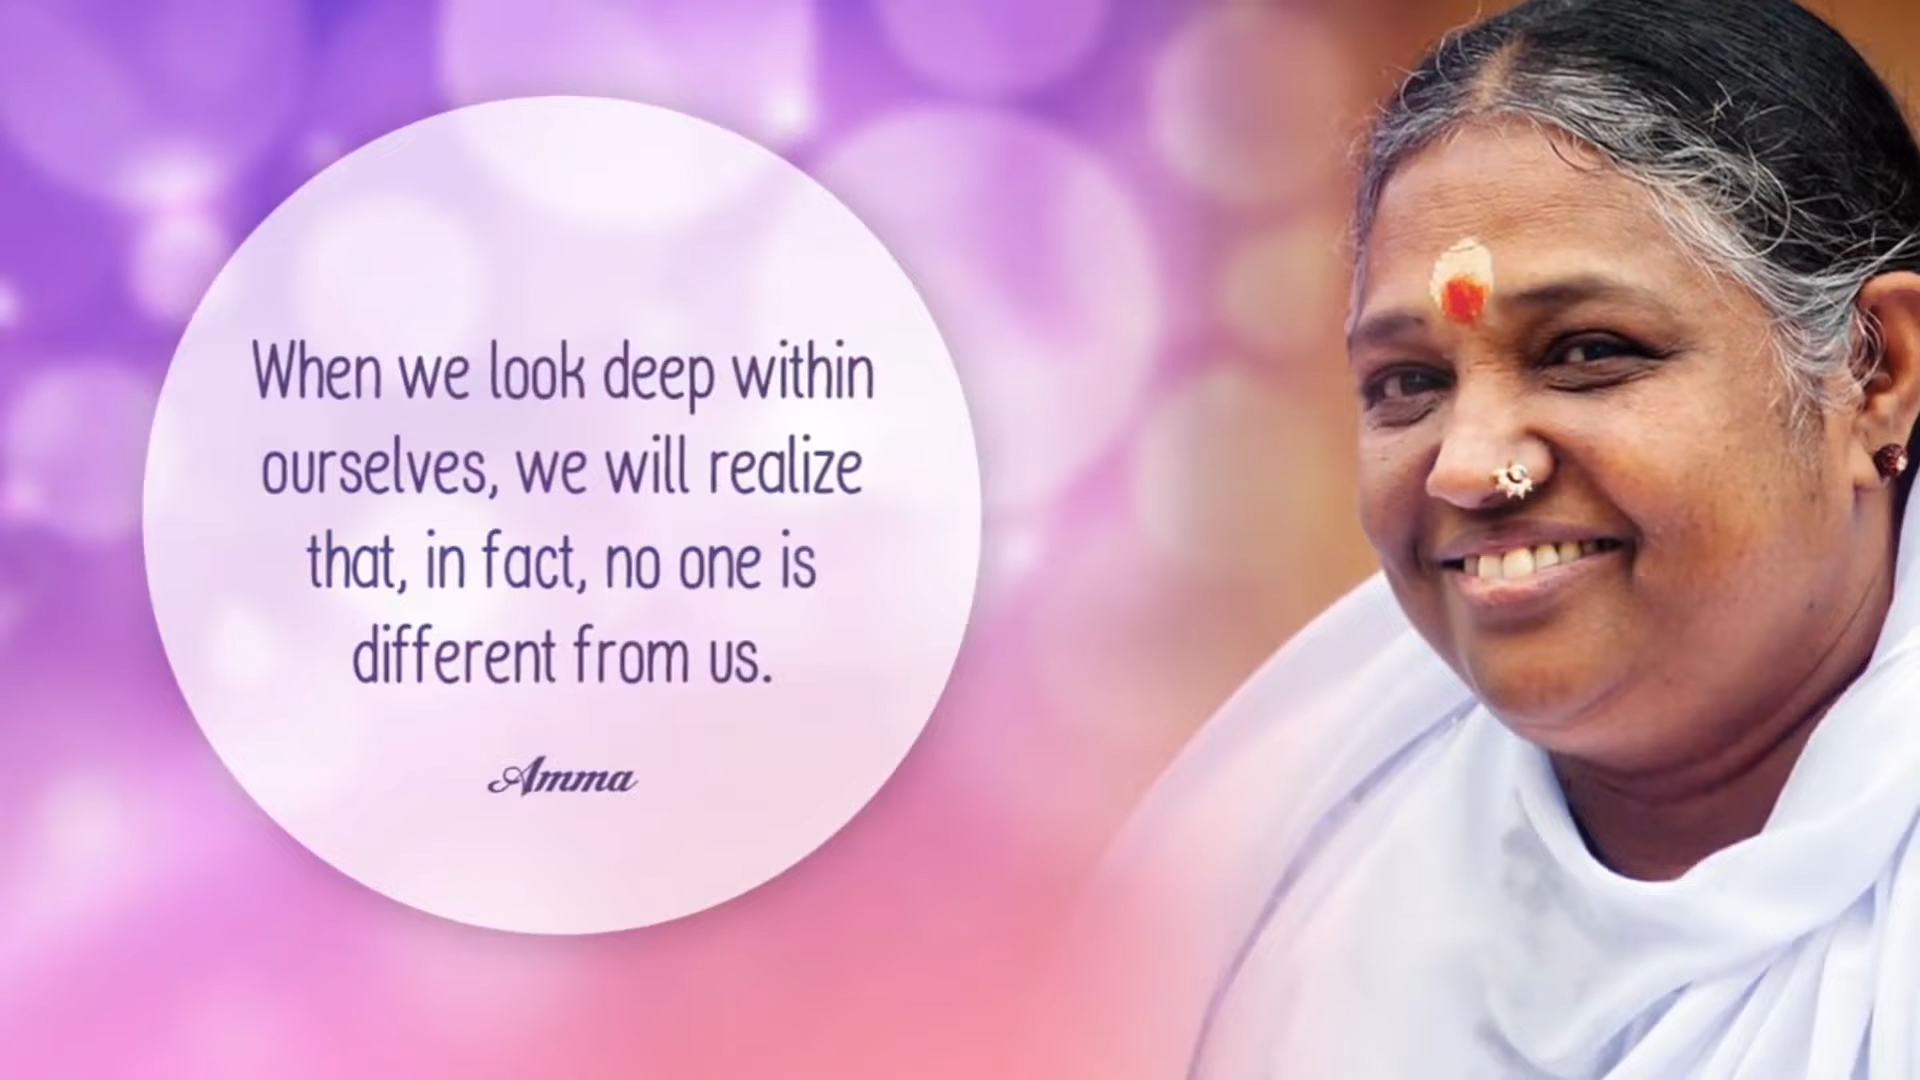 When we look deep within
ourselves, we will realize
that, in fact, no one is
different from us.
Amma